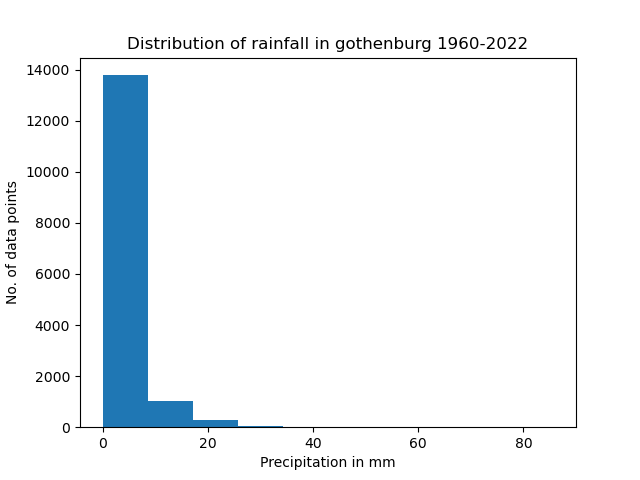 Distribution of rainfall in gothenburg 1960-2022
14000
12000
10000
8000
6000
4000
2000
0
No. of data points
0 20 40 60 80
Precipitation in mm